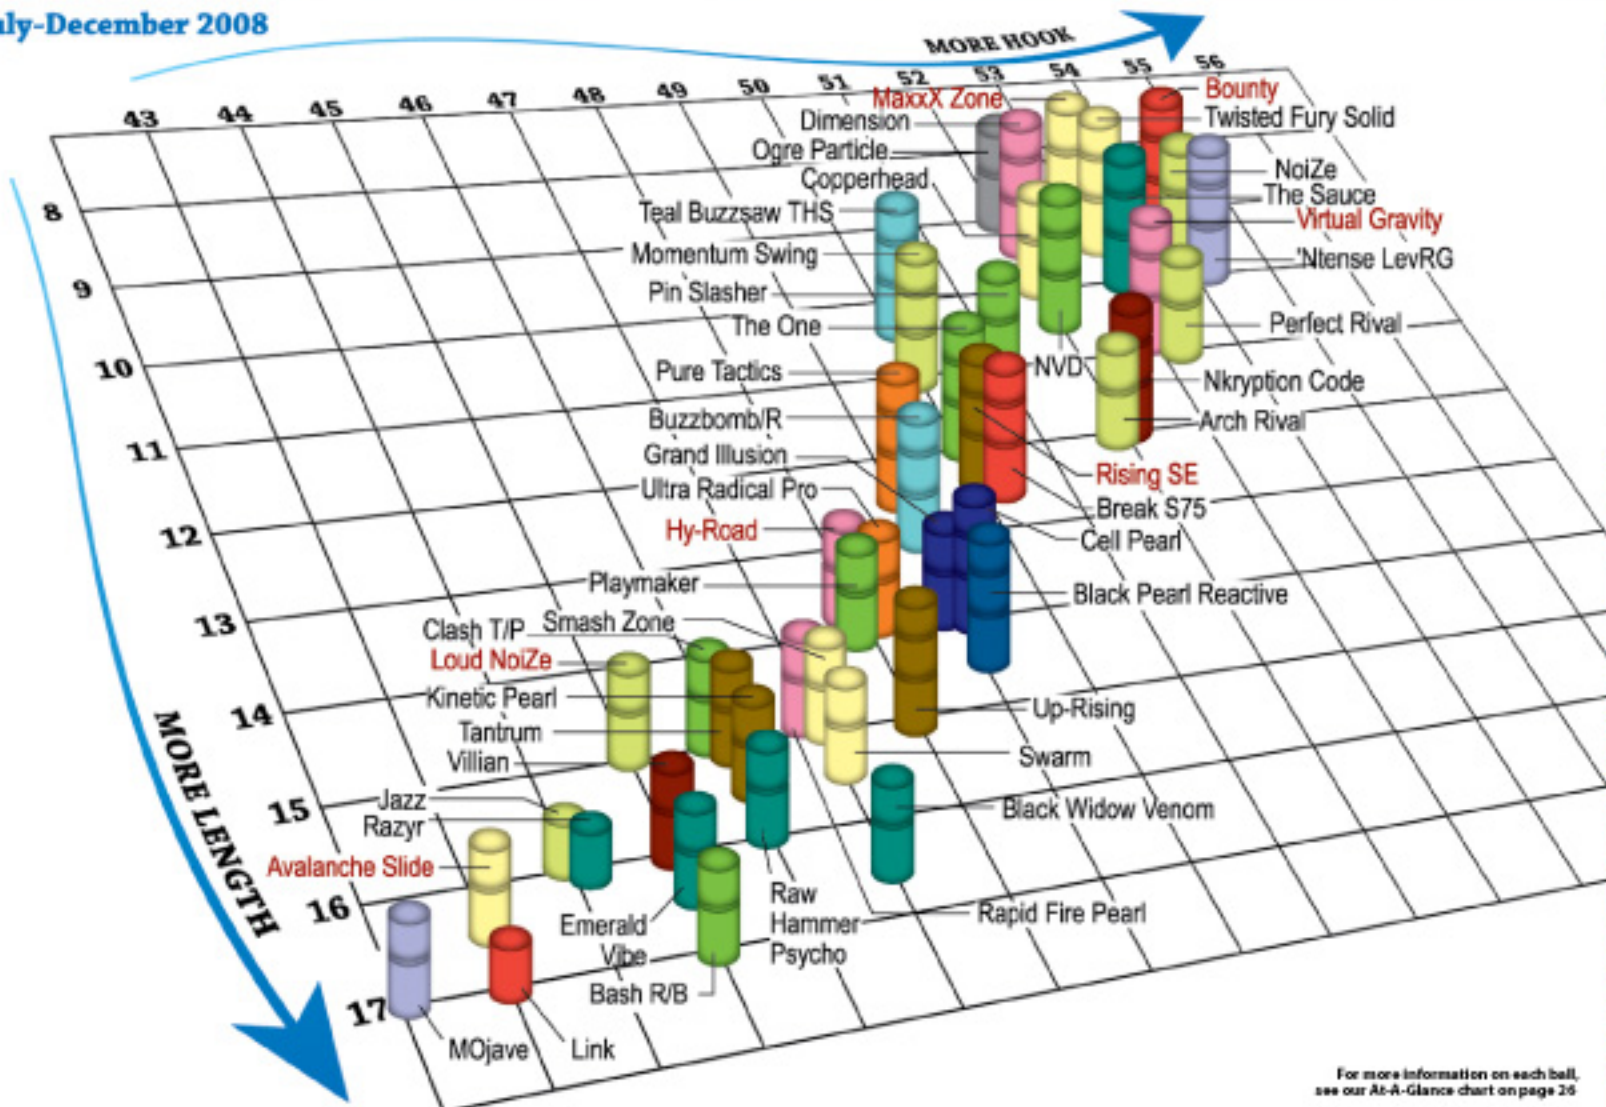 uly-December 2008
MORE HOOK
43 44 45 46 47 48 49 50 51 52 53 54 55 56
MaxxX Zone
Bounty
Dimension
Twisted Fury Solid
Ogre Particle
NoiZe
Copperhead
The Sauce
8
Teal Buzzsaw THS
Virtual Gravity
Momentum Swing
'Ntense LevRG
9
Pin Slasher
The One
Perfect Rival
10
Pure Tactics
NVD
Nkryption Code
Buzzbomb/R
Arch Rival
11
Grand Illusion
Rising SE
Ultra Radical Pro
Break S75
12
Hy-Road
Cell Pearl
Playmaker
Black Pearl Reactive
13
Clash T/P
Smash Zone
Loud NoiZe
Kinetic Pearl
14
Up-Rising
Tantrum
Swarm
Villian
MORE LENGTH
Jazz
15
Black Widow Venom
Razyr
Avalanche Slide
16
Raw
Hammer
Psycho
Rapid Fire Pearl
Emerald
Vibe
Bash R/B
17
MOjave
Link
For more information on each ball,
see our At-A-Glance chart on page 26